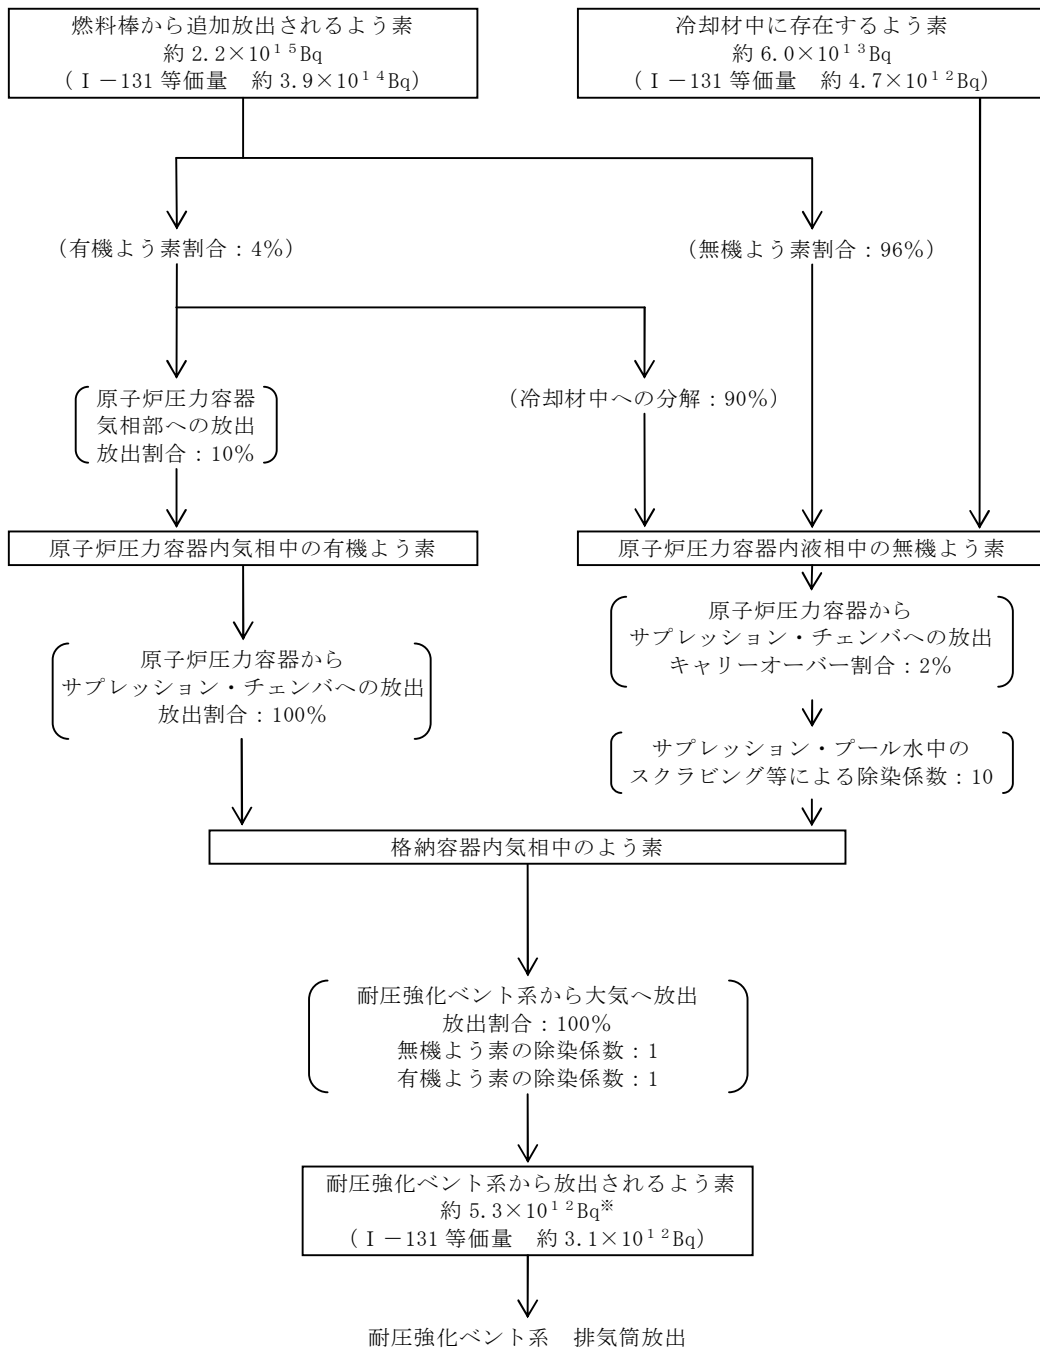 燃料棒から追加放出されるよう素
約 2.2×10¹⁵Bq
(Ｉ－131 等価量　約 3.9×10¹⁴Bq)
冷却材中に存在するよう素
約 6.0×10¹³Bq
(Ｉ－131 等価量　約 4.7×10¹²Bq)
(有機よう素割合：4%)
(無機よう素割合：96%)
原子炉圧力容器
気相部への放出
放出割合：10%
(冷却材中への分解：90%)
原子炉圧力容器内気相中の有機よう素
原子炉圧力容器内液相中の無機よう素
原子炉圧力容器から
サプレッション・チェンバへの放出
放出割合：100%
原子炉圧力容器から
サプレッション・チェンバへの放出
キャリーオーバー割合：2%
サプレッション・プール水中の
スクラビング等による除染係数：10
格納容器内気相中のよう素
耐圧強化ベント系から大気へ放出
放出割合：100%
無機よう素の除染係数：1
有機よう素の除染係数：1
耐圧強化ベント系から放出されるよう素
約 5.3×10¹²Bq※
(Ｉ－131 等価量　約 3.1×10¹²Bq)
耐圧強化ベント系　排気筒放出